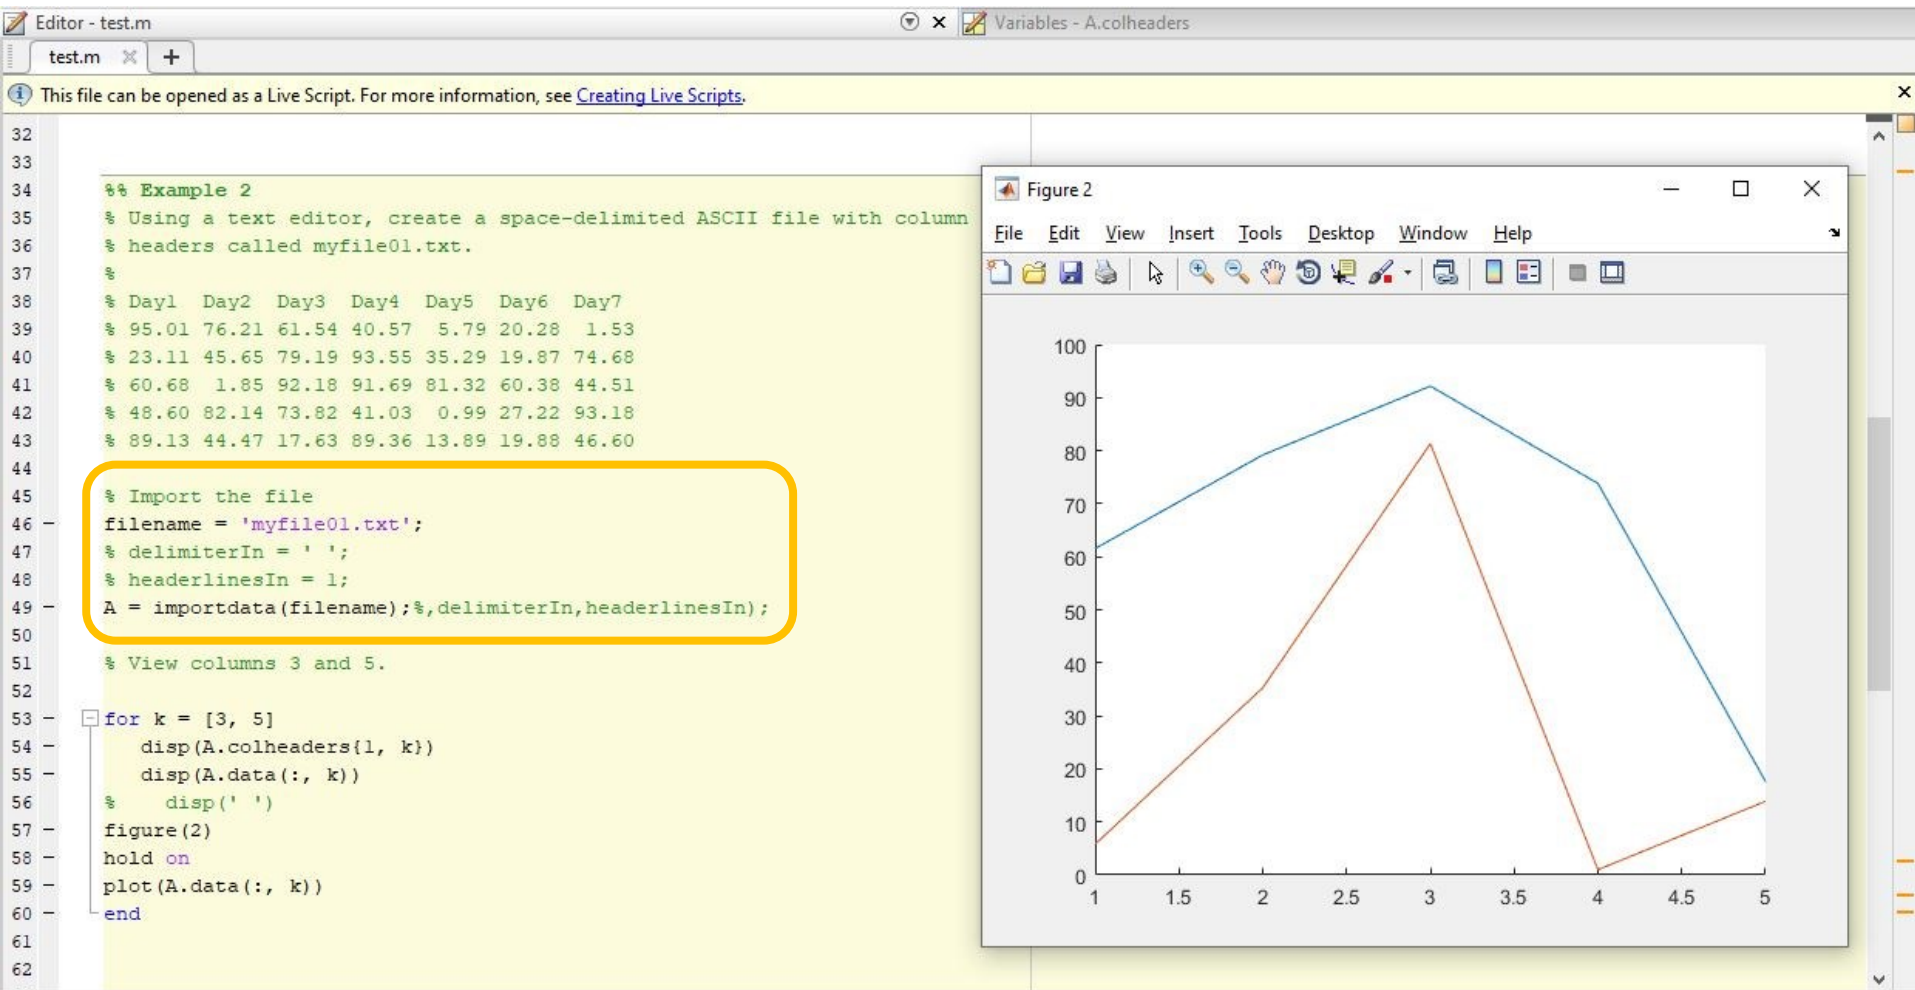 Editor - test.m
Variables - A.colheaders
test.m
This file can be opened as a Live Script. For more information, see Creating Live Scripts.
32
33
34 %% Example 2
35 % Using a text editor, create a space-delimited ASCII file with column
36 % headers called myfile01.txt.
37 %
38 % Day1 Day2 Day3 Day4 Day5 Day6 Day7
39 % 95.01 76.21 61.54 40.57 5.79 20.28 1.53
40 % 23.11 45.65 79.19 93.55 35.29 19.87 74.68
41 % 60.68 1.85 92.18 91.69 81.32 60.38 44.51
42 % 48.60 82.14 73.82 41.03 0.99 27.22 93.18
43 % 89.13 44.47 17.63 89.36 13.89 19.88 46.60
44
45 % Import the file
46 - filename = 'myfile01.txt';
47 % delimiterIn = ' ';
48 % headerlinesIn = 1;
49 - A = importdata(filename);%,delimiterIn,headerlinesIn);
50
51 % View columns 3 and 5.
52
53 - for k = [3, 5]
54 - disp(A.colheaders{1, k})
55 - disp(A.data(:, k))
56 % disp(' ')
57 - figure(2)
58 - hold on
59 - plot(A.data(:, k))
60 - end
61
62
Figure 2
File Edit View Insert Tools Desktop Window Help
100
90
80
70
60
50
40
30
20
10
0
1 1.5 2 2.5 3 3.5 4 4.5 5